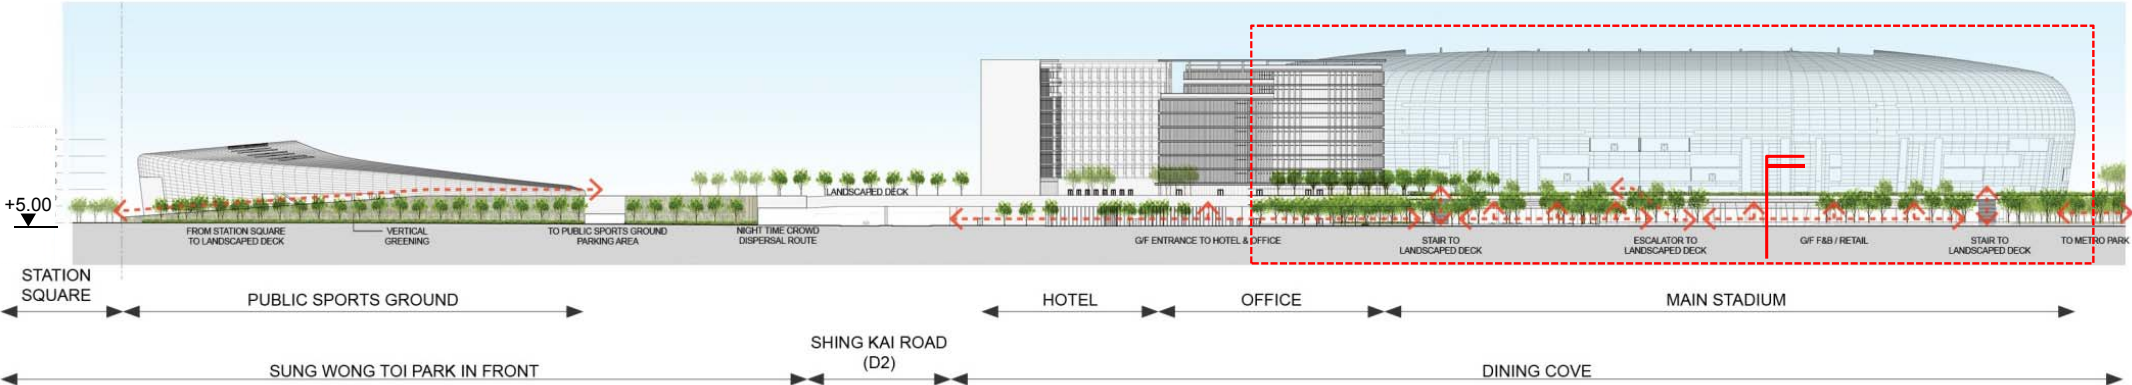 LANDSCAPED DECK
+5.00
FROM STATION SQUARE
TO LANDSCAPED DECK
VERTICAL
GREENING
TO PUBLIC SPORTS GROUND
PARKING AREA
NIGHT TIME CROWD
DISPERSAL ROUTE
G/F ENTRANCE TO HOTEL & OFFICE
STAIR TO
LANDSCAPED DECK
ESCALATOR TO
LANDSCAPED DECK
G/F F&B / RETAIL
STAIR TO
LANDSCAPED DECK
TO METRO PARK
STATION
SQUARE
PUBLIC SPORTS GROUND
HOTEL
OFFICE
MAIN STADIUM
SUNG WONG TOI PARK IN FRONT
SHING KAI ROAD
(D2)
DINING COVE